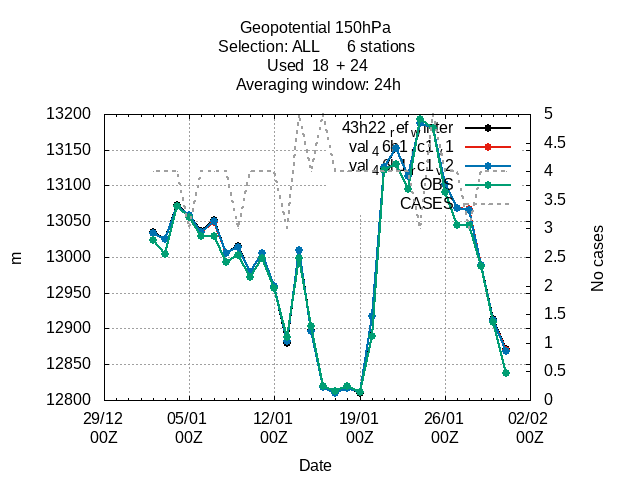 Geopotential 150hPa
Selection: ALL 6 stations
Used 18 + 24
Averaging window: 24h
13200
13150
13100
13050
13000
12950
12900
12850
12800
m
5
4.5
4
3.5
3
2.5
2
1.5
1
0.5
0
No cases
CASES
OBS
29/12 00Z
05/01 00Z
12/01 00Z
19/01 00Z
26/01 00Z
02/02 00Z
Date